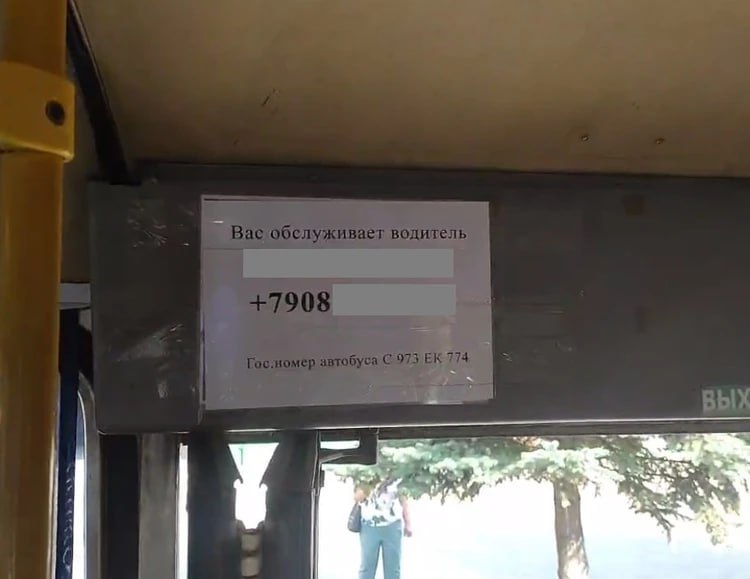 Вас обслуживает водитель
+7908
Гос.номер автобуса С 973 ЕК 774
ВЫХ